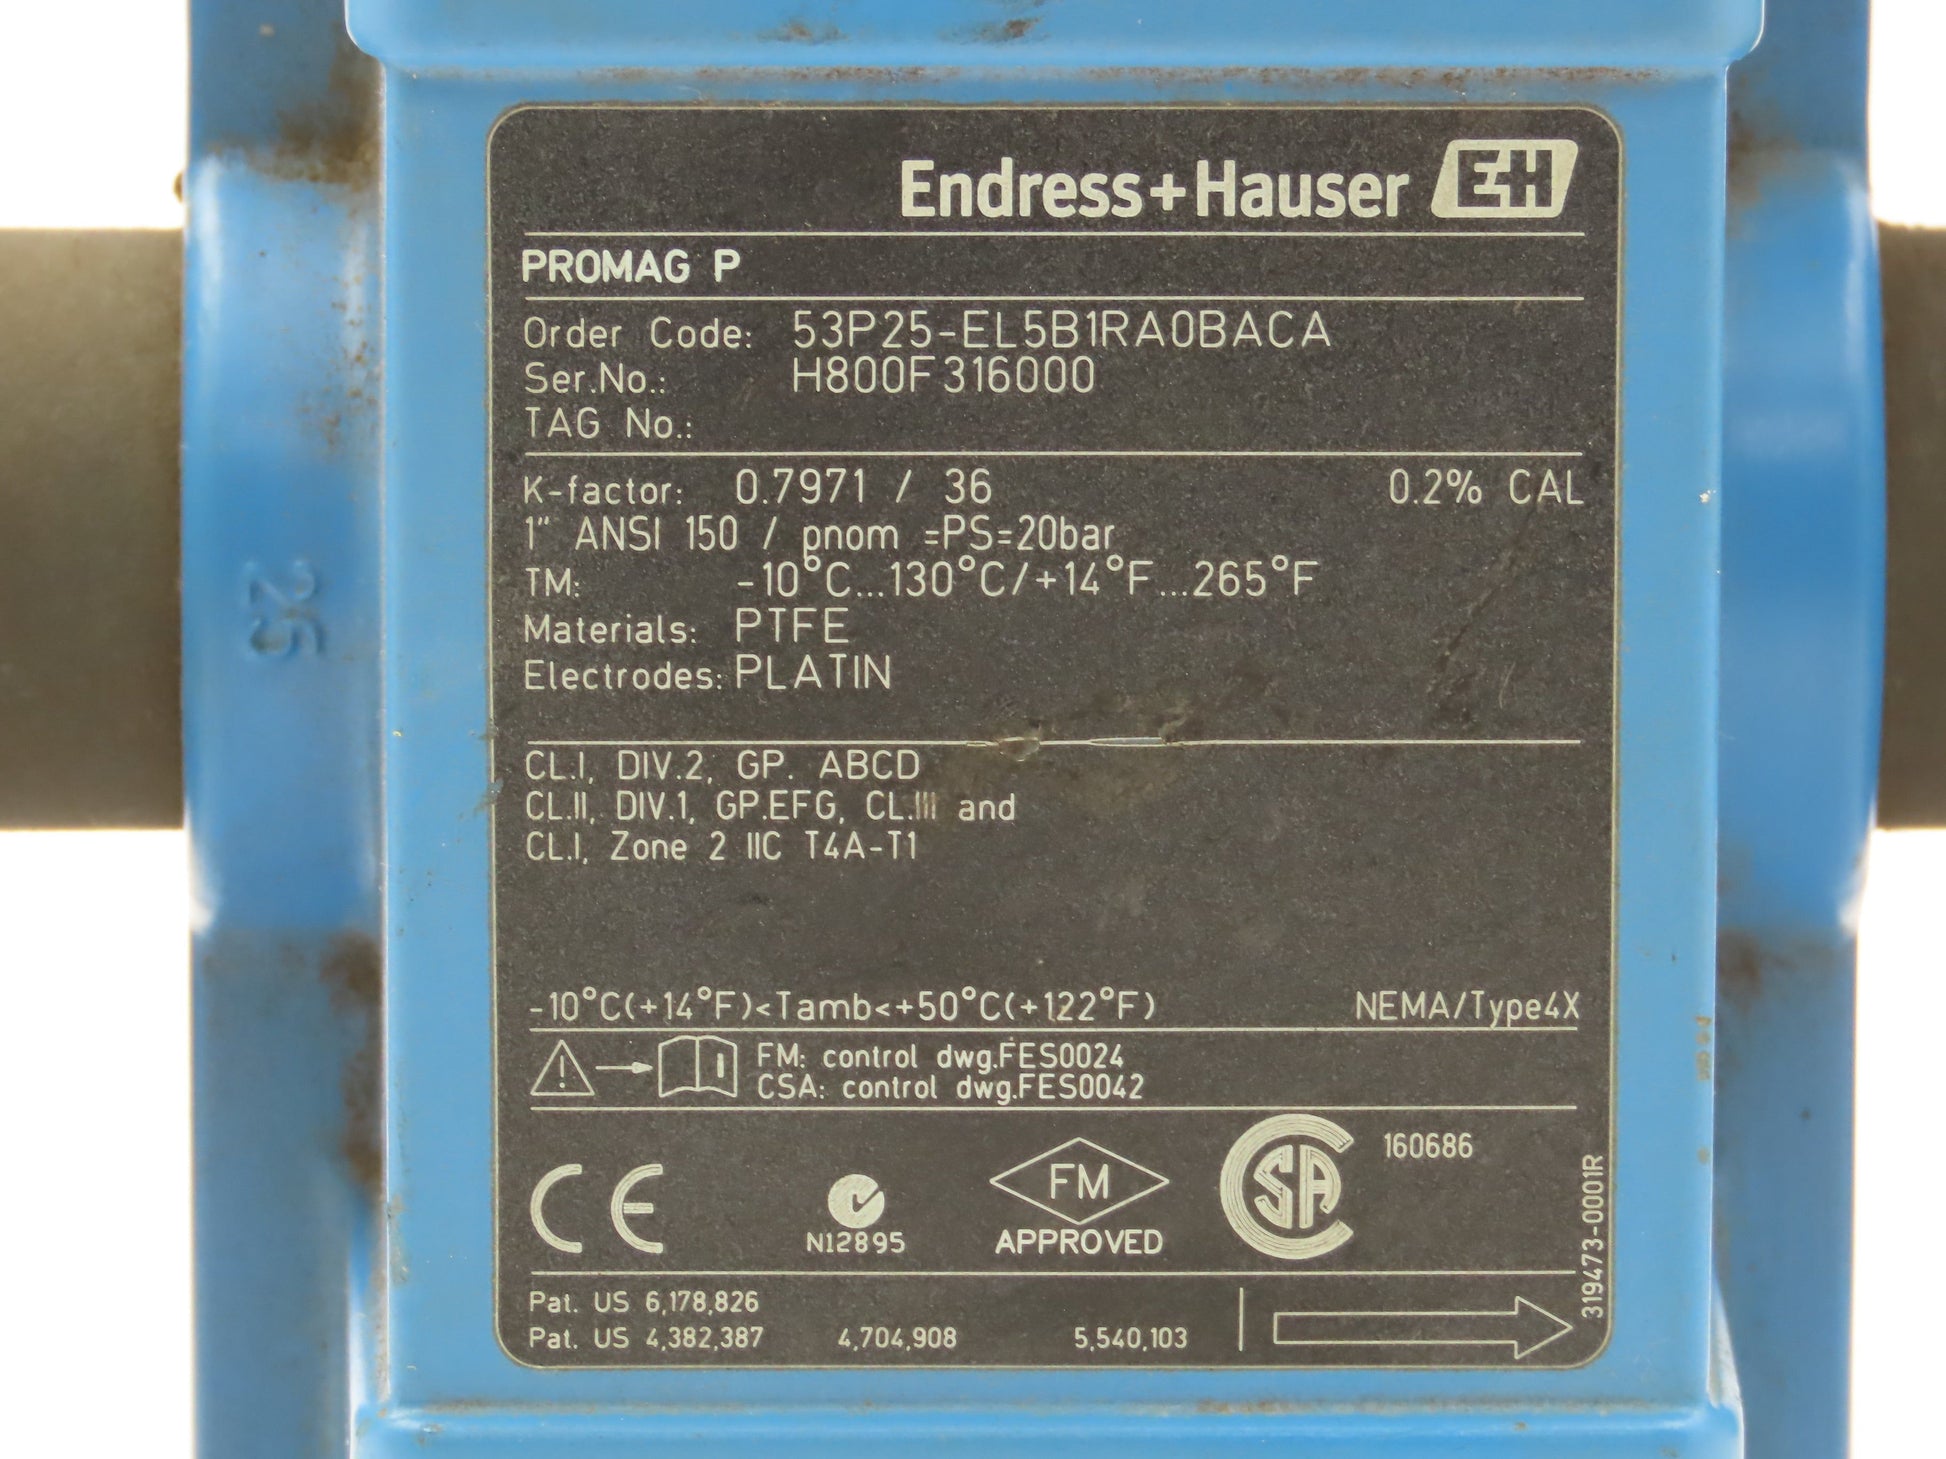 Endress+Hauser EH
PROMAG P
Order Code: 53P25-EL5B1RA0BACA
Ser.No.: H800F316000
TAG No.:
K-factor: 0.7971 / 36 0.2% CAL
1" ANSI 150 / pnom =PS=20bar
TM: -10°C...130°C/+14°F...265°F
Materials: PTFE
Electrodes: PLATIN
CL.I, DIV.2, GP. ABCD
CL.II, DIV.1, GP.EFG, CL.III and
CL.I, Zone 2 IIC T4A-T1
-10°C(+14°F)<Tamb<+50°C(+122°F) NEMA/Type4X
FM: control dwg.FES0024
CSA: control dwg.FES0042
CE
N12895
FM
APPROVED
CSA
160686
319473-0001R
Pat. US 6,178,826
Pat. US 4,382,387 4,704,908 5,540,103
25